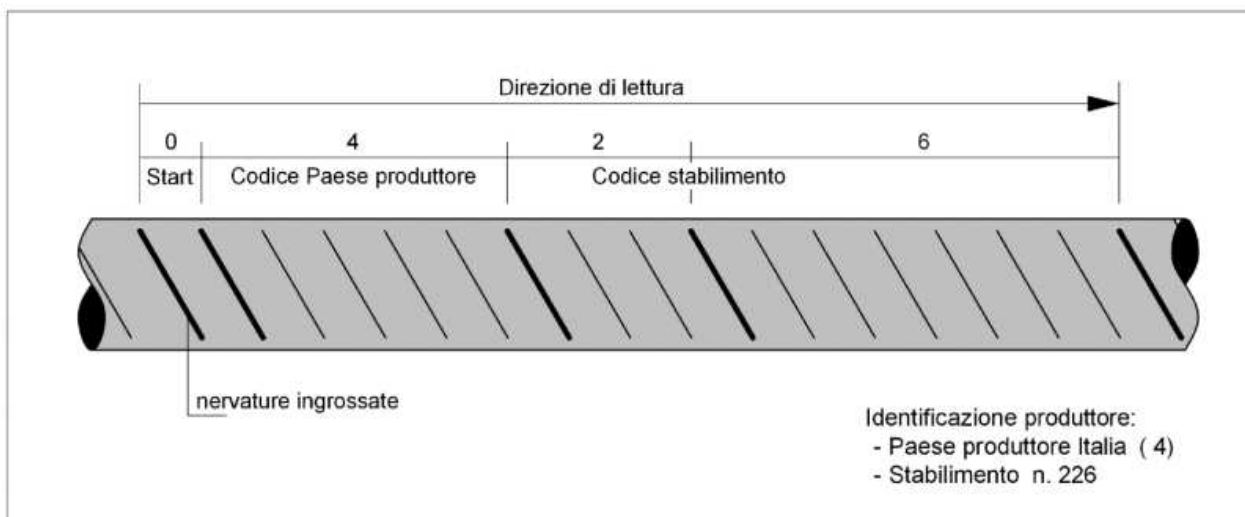 Direzione di lettura
0 4 2 6
Start Codice Paese produttore Codice stabilimento
nervature ingrossate
Identificazione produttore:
- Paese produttore Italia ( 4)
- Stabilimento n. 226